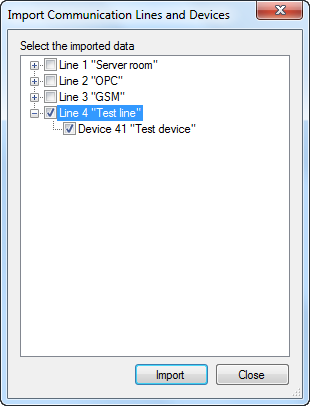 Import Communication Lines and Devices
Select the imported data
Line 1 "Server room"
Line 2 "OPC"
Line 3 "GSM"
Line 4 "Test line"
Device 41 "Test device"
Import Close